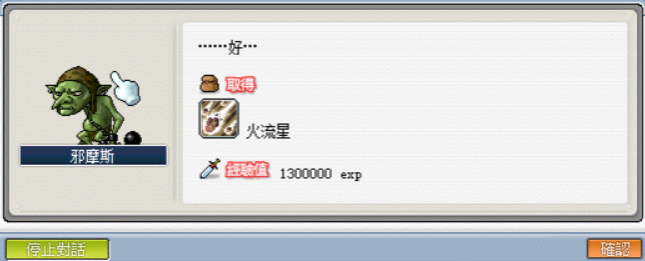 ……好…
取得
火流星
經驗值 1300000 exp
邪摩斯
停止對話 確認